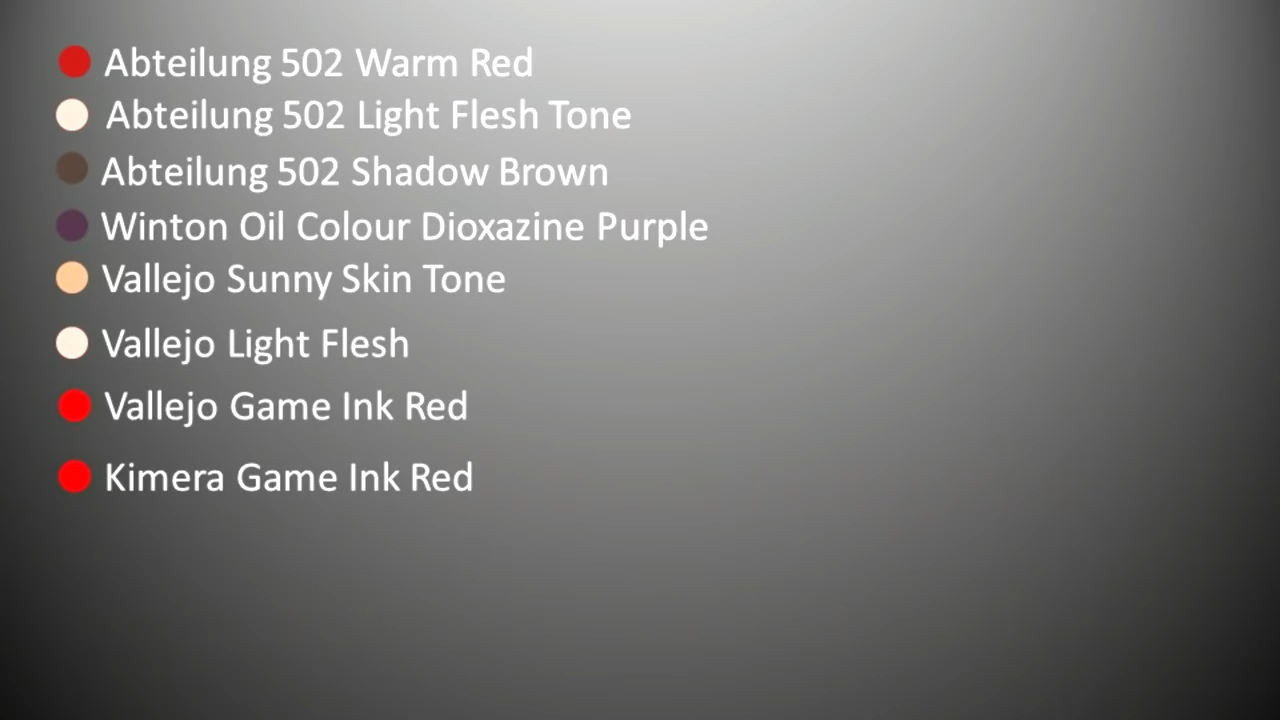 Abteilung 502 Warm Red
Abteilung 502 Light Flesh Tone
Abteilung 502 Shadow Brown
Winton Oil Colour Dioxazine Purple
Vallejo Sunny Skin Tone
Vallejo Light Flesh
Vallejo Game Ink Red
Kimera Game Ink Red